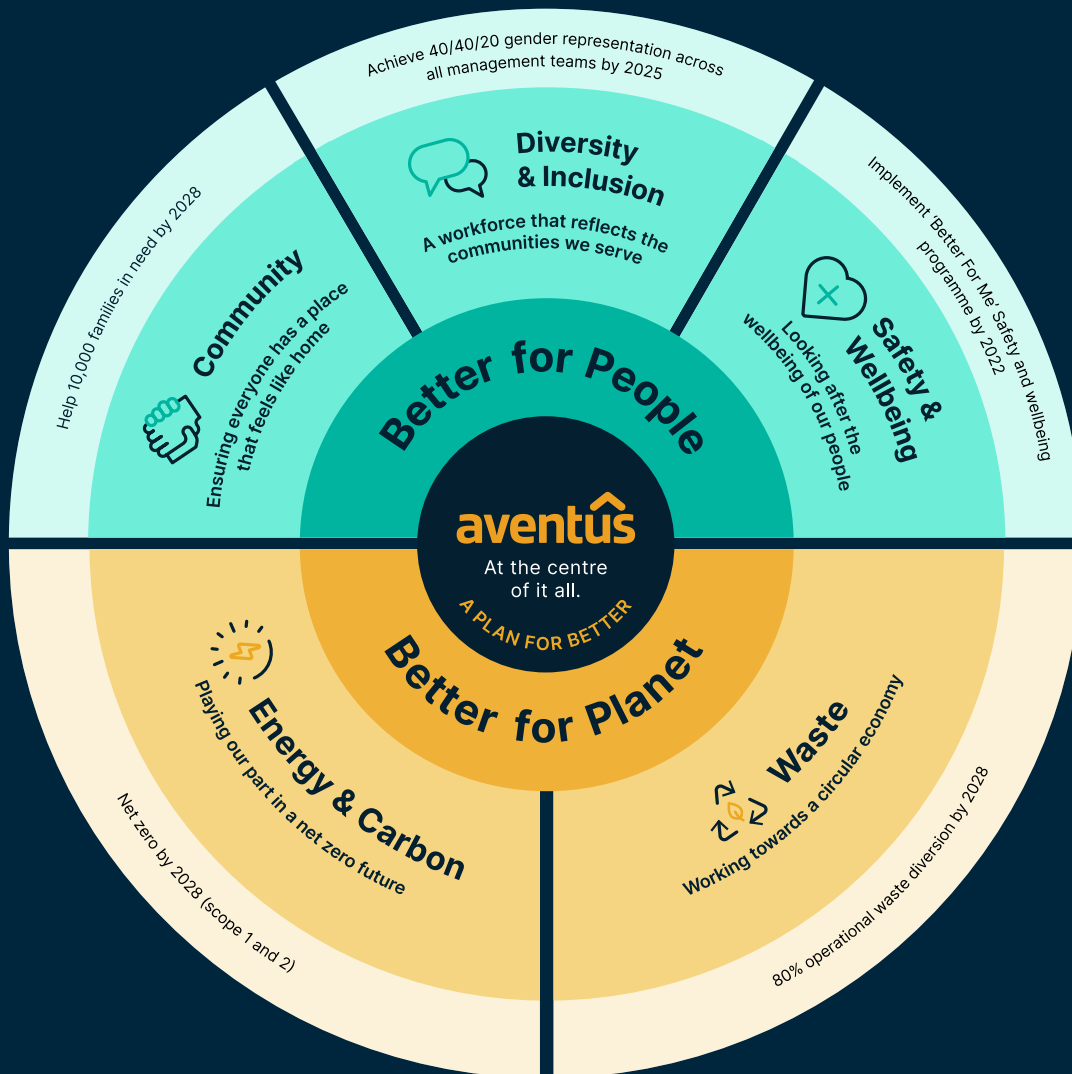 Achieve 40/40/20 gender representation across
all management teams by 2025
Diversity
& Inclusion
A workforce that reflects the
communities we serve
Help 10,000 families in need by 2028
Community
Ensuring everyone has a place
that feels like home
Implement ‘Better For Me’ Safety and wellbeing
programme by 2022
Safety &
Wellbeing
Looking after the
wellbeing of our people
Better for People
aventus
At the centre
of it all.
A PLAN FOR BETTER
Better for Planet
Energy & Carbon
Playing our part in a net zero future
Net zero by 2028 (scope 1 and 2)
Waste
Working towards a circular economy
80% operational waste diversion by 2028